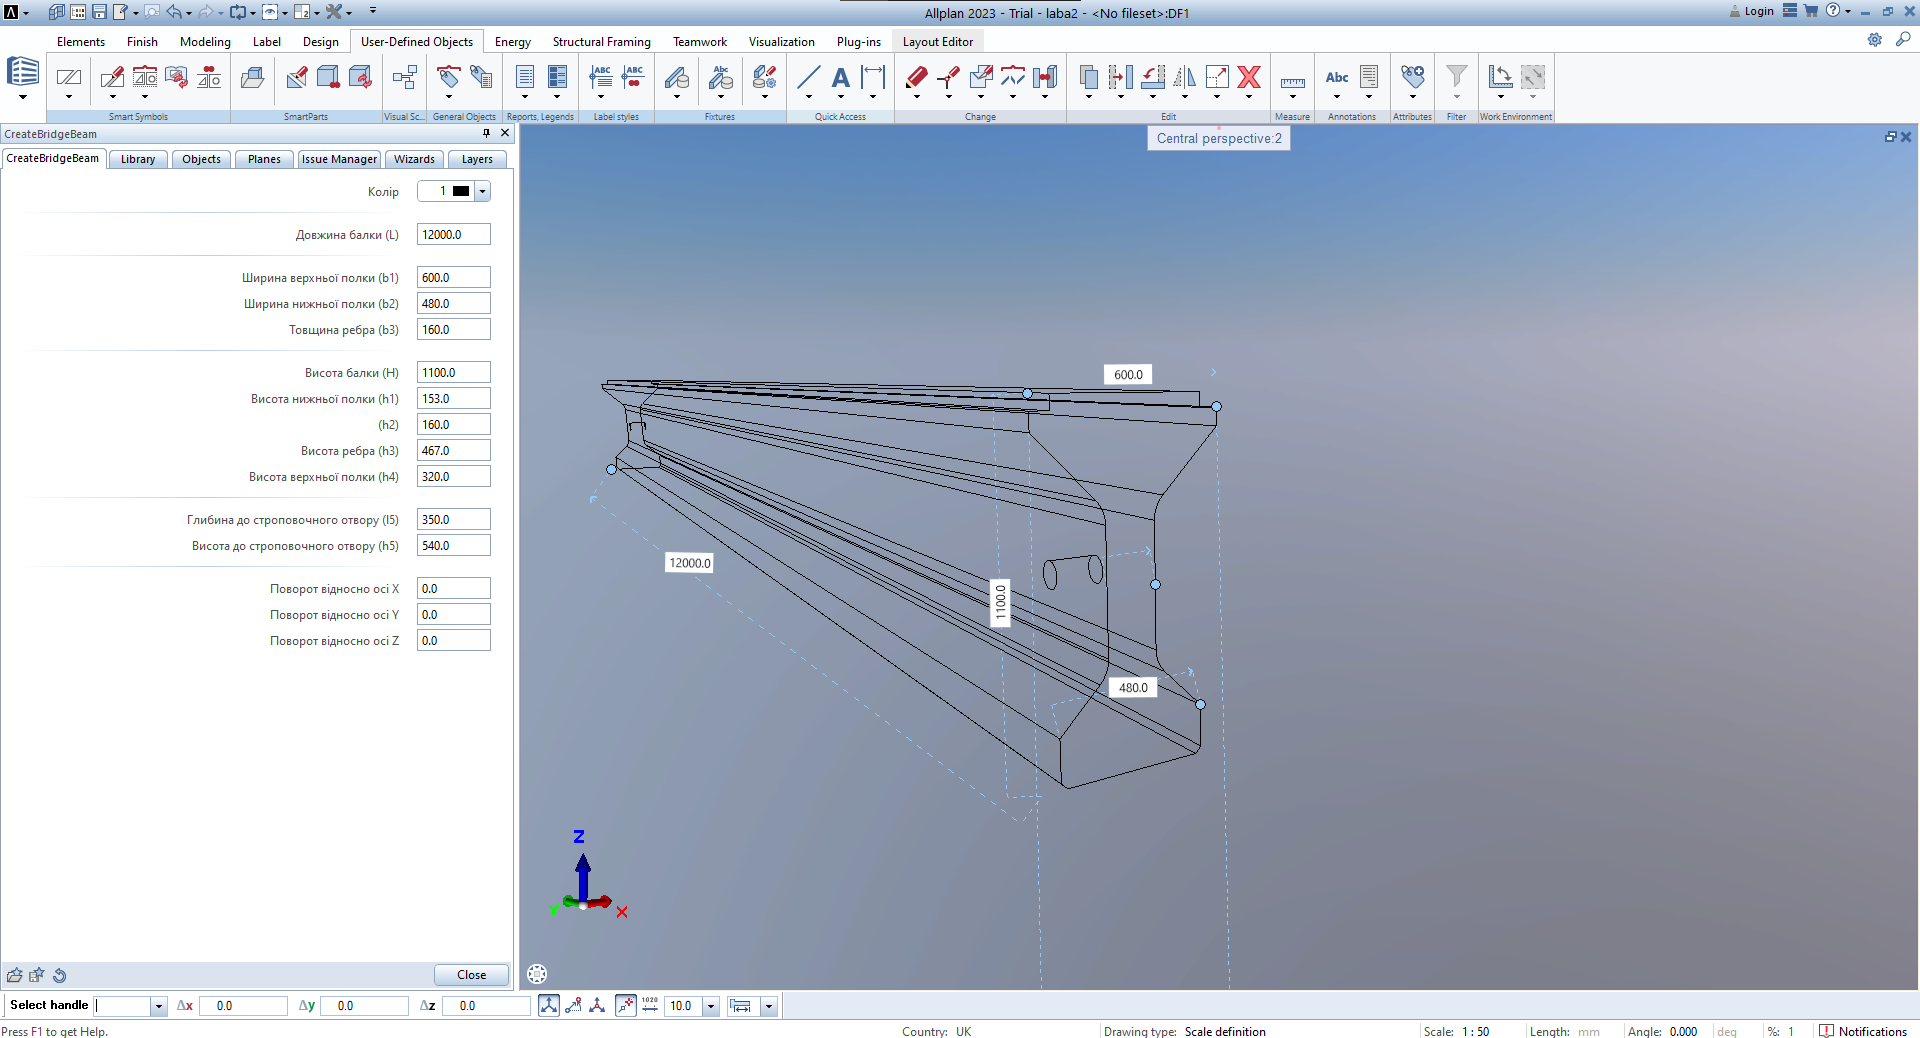 Allplan 2023 - Trial - laba2 - <No fileset>:DF1
Login
Elements Finish Modeling Label Design User-Defined Objects Energy Structural Framing Teamwork Visualization Plug-ins Layout Editor
Smart Symbols SmartParts Visual Sc... General Objects Reports, Legends Label styles Fixtures Quick Access Change Edit Measure Annotations Attributes Filter Work Environment
CreateBridgeBeam
CreateBridgeBeam Library Objects Planes Issue Manager Wizards Layers
Central perspective:2
Колір 1
Довжина балки (L) 12000.0
Ширина верхньої полки (b1) 600.0
Ширина нижньої полки (b2) 480.0
Товщина ребра (b3) 160.0
Висота балки (H) 1100.0
Висота нижньої полки (h1) 153.0
(h2) 160.0
Висота ребра (h3) 467.0
Висота верхньої полки (h4) 320.0
Глибина до строповочного отвору (l5) 350.0
Висота до строповочного отвору (h5) 540.0
Поворот відносно осі X 0.0
Поворот відносно осі Y 0.0
Поворот відносно осі Z 0.0
600.0
12000.0
1100.0
480.0
Z
Y
X
Close
Select handle Δx 0.0 Δy 0.0 Δz 0.0 1020 10.0
Press F1 to get Help. Country: UK Drawing type: Scale definition Scale: 1 : 50 Length: mm Angle: 0.000 deg %: 1 Notifications